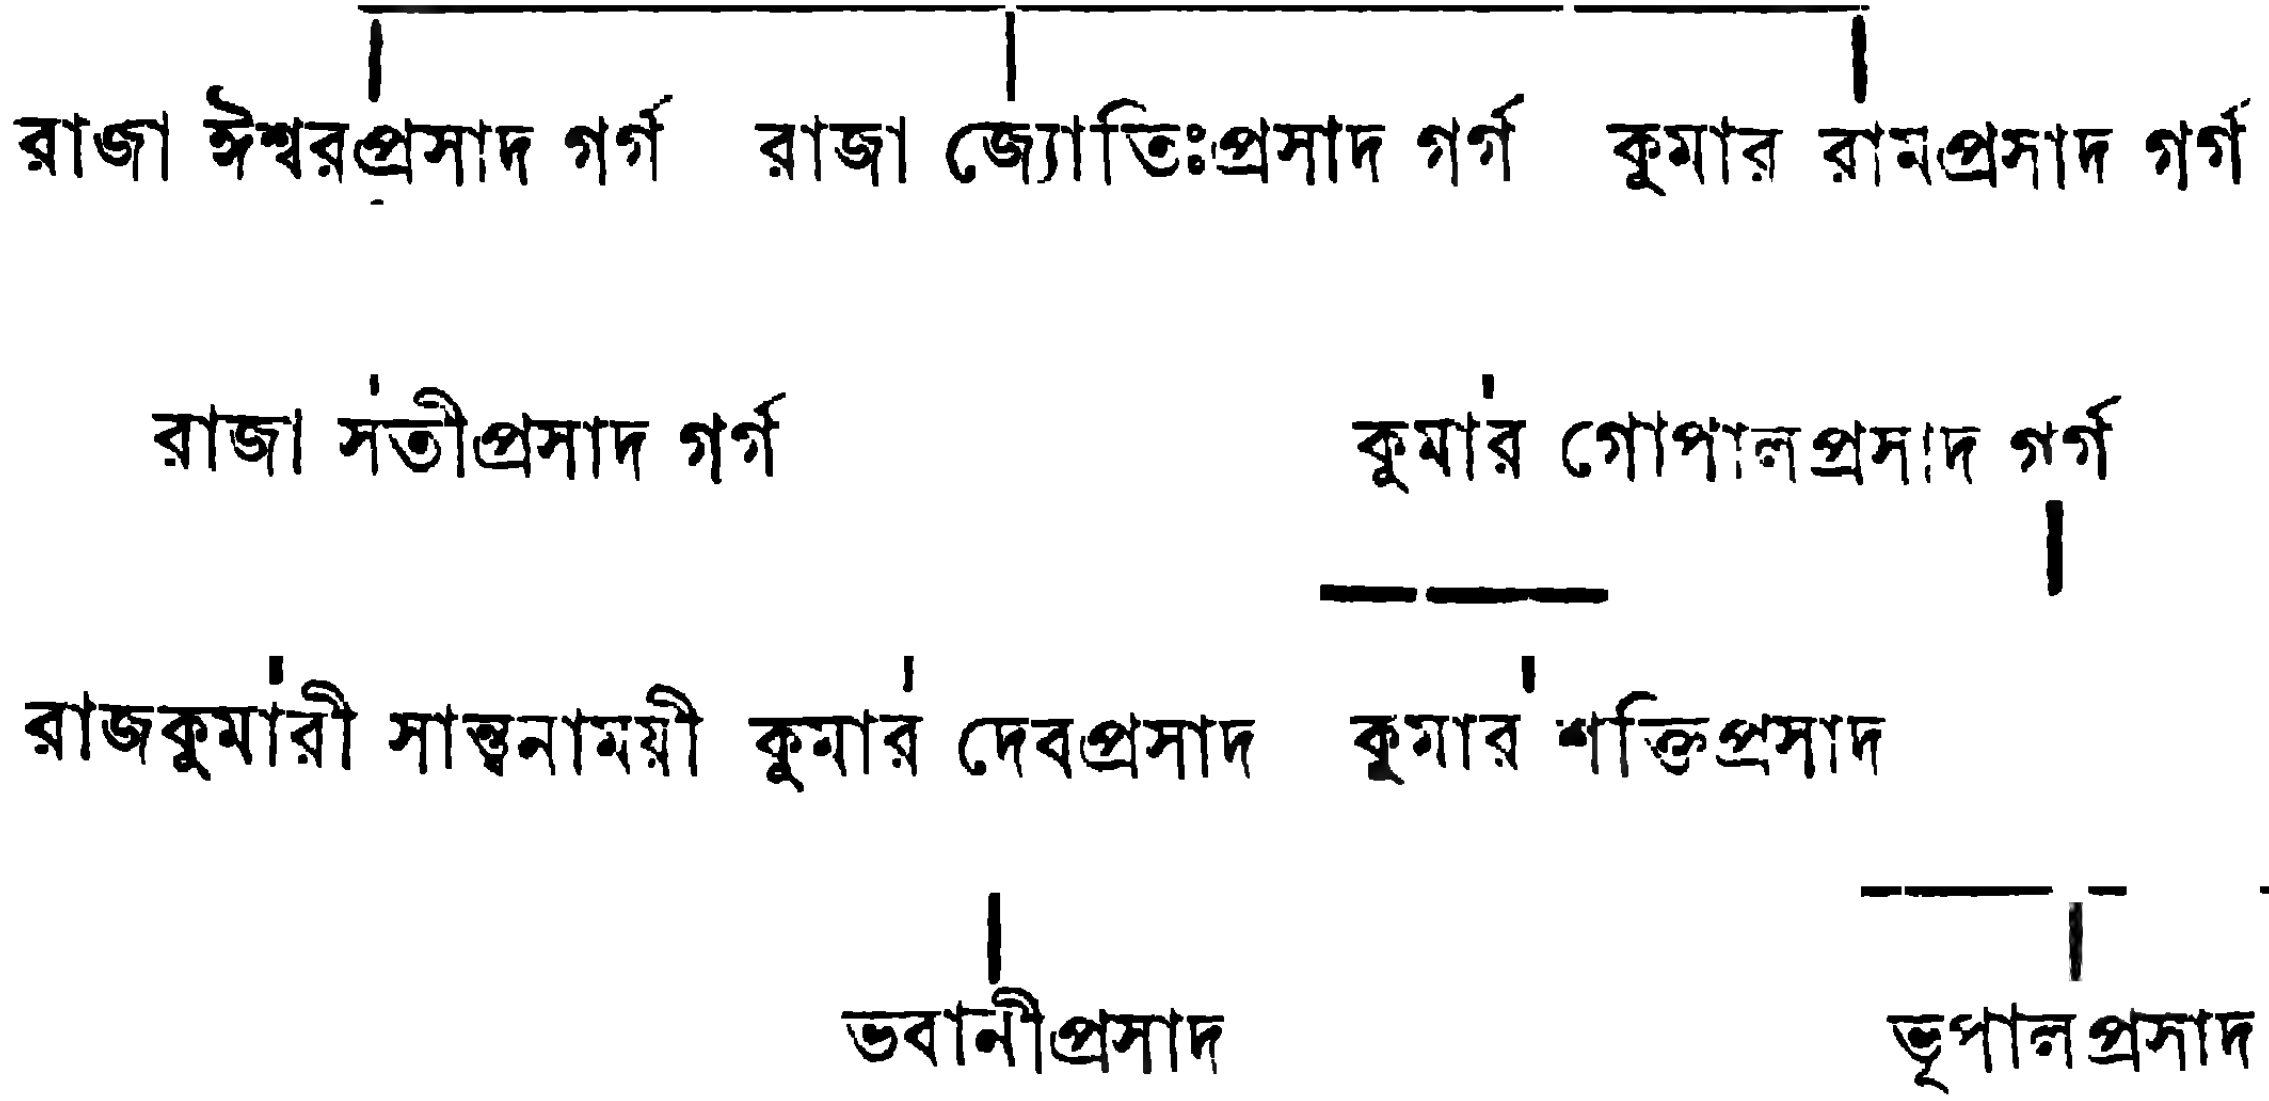 রাজা ঈশ্বরপ্রসাদ গর্গ রাজা জ্যোতিঃপ্রসাদ গর্গ কুমার রামপ্রসাদ গর্গ
রাজা সতীপ্রসাদ গর্গ কুমার গোপালপ্রসাদ গর্গ
রাজকুমারী সান্ত্বনাময়ী কুমার দেবপ্রসাদ কুমার শক্তিপ্রসাদ
ভবানীপ্রসাদ ভূপালপ্রসাদ